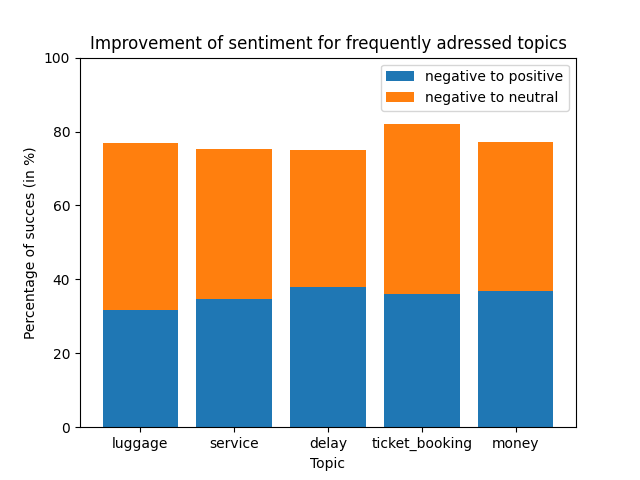 Improvement of sentiment for frequently adressed topics
negative to positive
negative to neutral
Percentage of succes (in %)
100
80
60
40
20
0
luggage service delay ticket_booking money
Topic